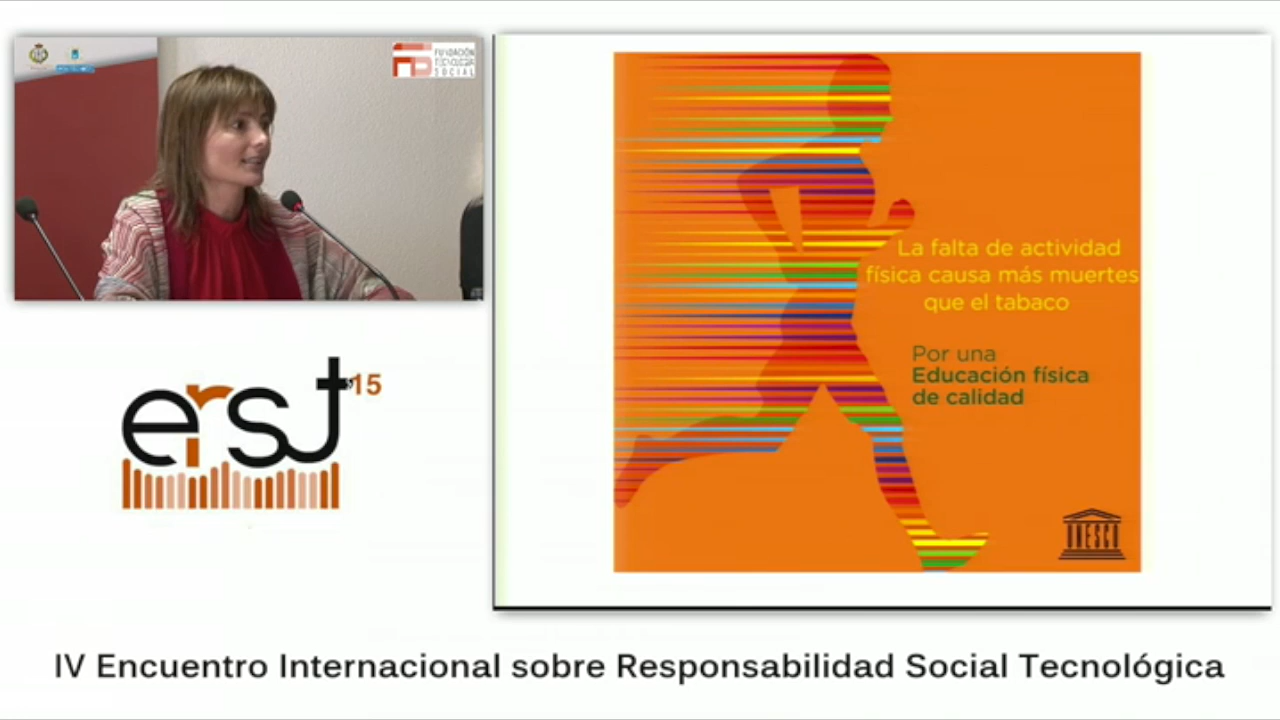 FUNDACIÓN
TECNOLOGÍA
SOCIAL
La falta de actividad
física causa más muertes
que el tabaco
Por una
Educación física
de calidad
UNESCO
erst'15
IV Encuentro Internacional sobre Responsabilidad Social Tecnológica